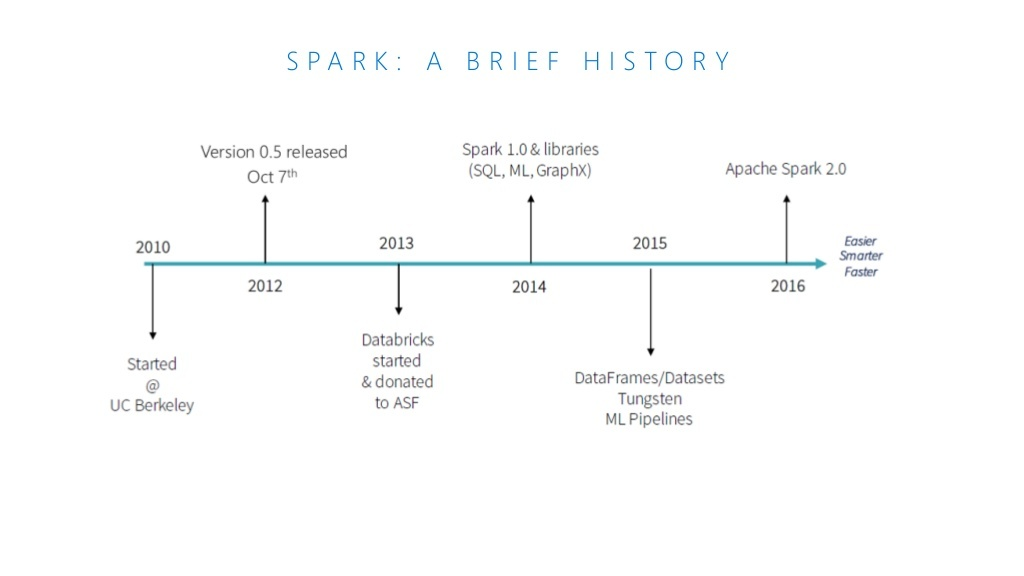 SPARK: A BRIEF HISTORY
Version 0.5 released
Oct 7th
Spark 1.0 & libraries
(SQL, ML, GraphX)
Apache Spark 2.0
2010
2013
2015
Easier
Smarter
Faster
2012
2014
2016
Started
@
UC Berkeley
Databricks
started
& donated
to ASF
DataFrames/Datasets
Tungsten
ML Pipelines